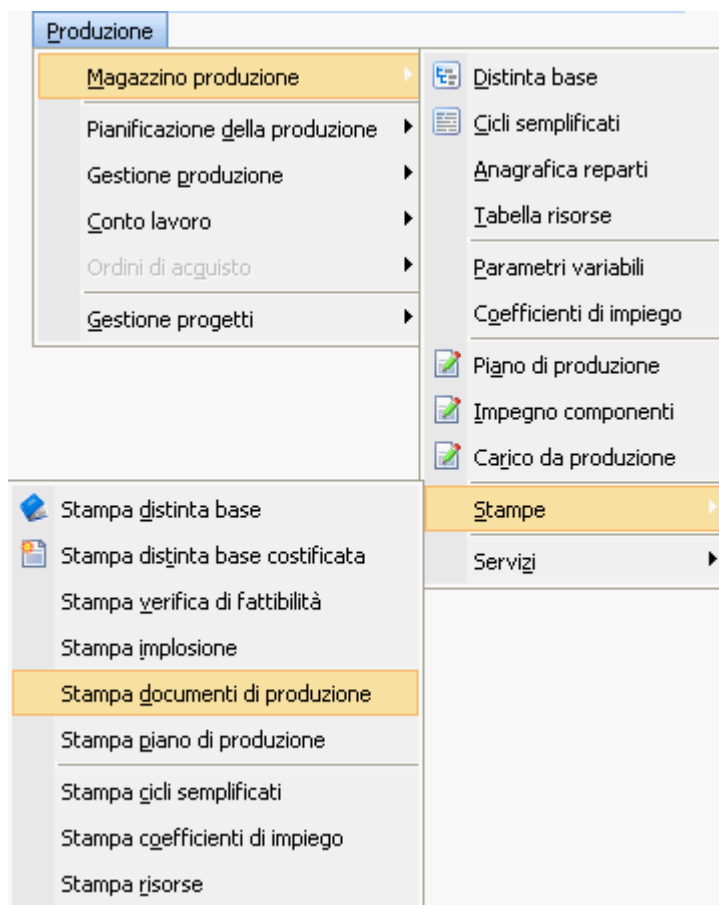 Produzione
Magazzino produzione
Pianificazione della produzione
Gestione produzione
Conto lavoro
Ordini di acquisto
Gestione progetti
Distinta base
Cicli semplificati
Anagrafica reparti
Tabella risorse
Parametri variabili
Coefficienti di impiego
Piano di produzione
Impegno componenti
Carico da produzione
Stampe
Servizi
Stampa distinta base
Stampa distinta base costificata
Stampa verifica di fattibilità
Stampa implosione
Stampa documenti di produzione
Stampa piano di produzione
Stampa cicli semplificati
Stampa coefficienti di impiego
Stampa risorse